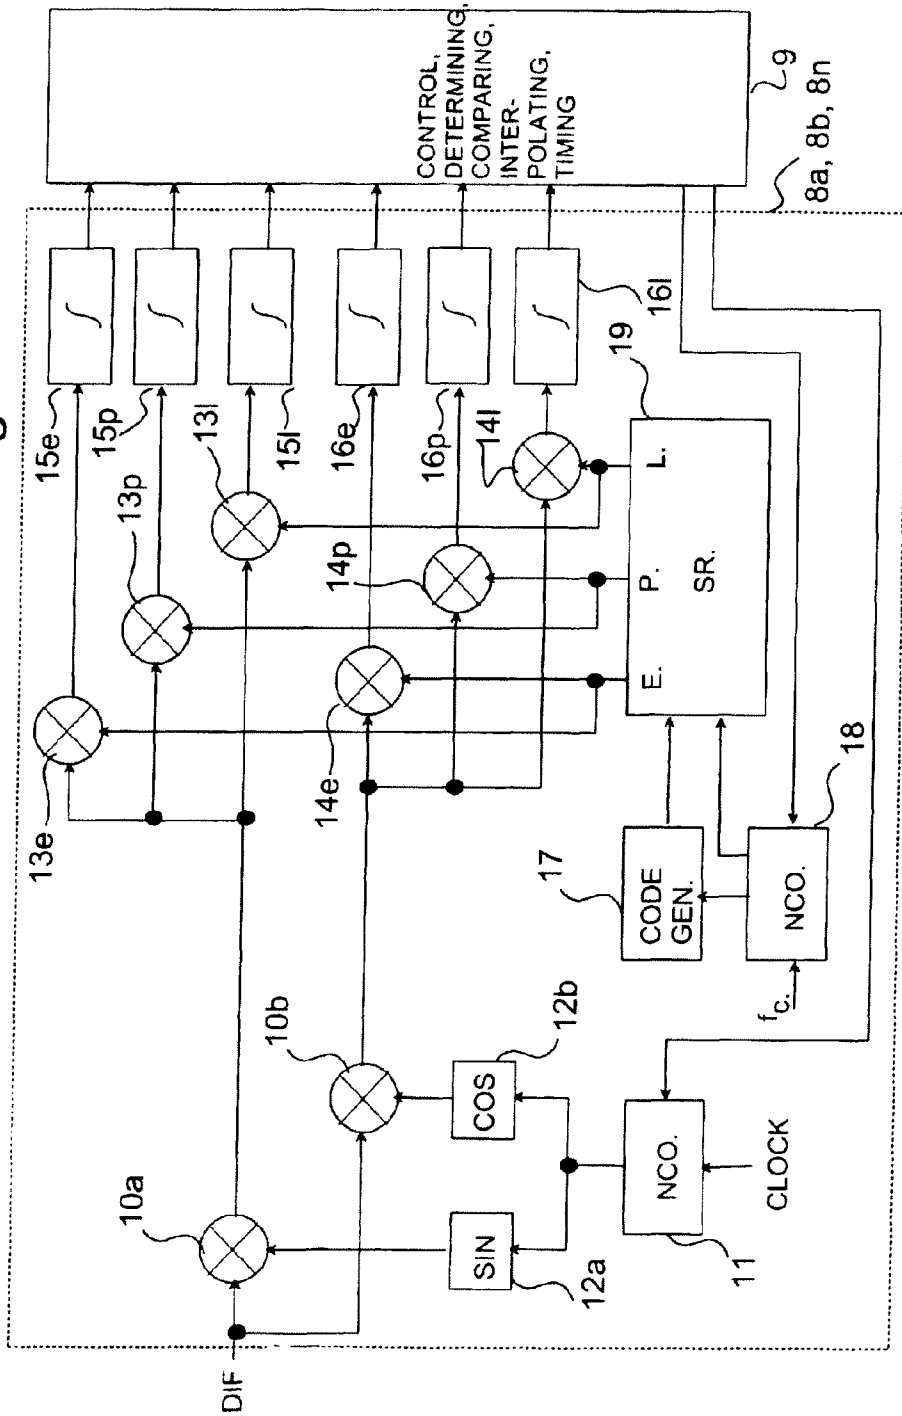 DIF
10a
10b
SIN
12a
COS
12b
NCO.
11
CLOCK
13e
13p
13l
14e
14p
14l
15e
15p
15l
16e
16p
16l
17
CODE
GEN.
NCO.
18
fc.
E.
P.
L.
SR.
19
CONTROL,
DETERMINING,
COMPARING,
INTER-
POLATING,
TIMING
9
8a, 8b, 8n